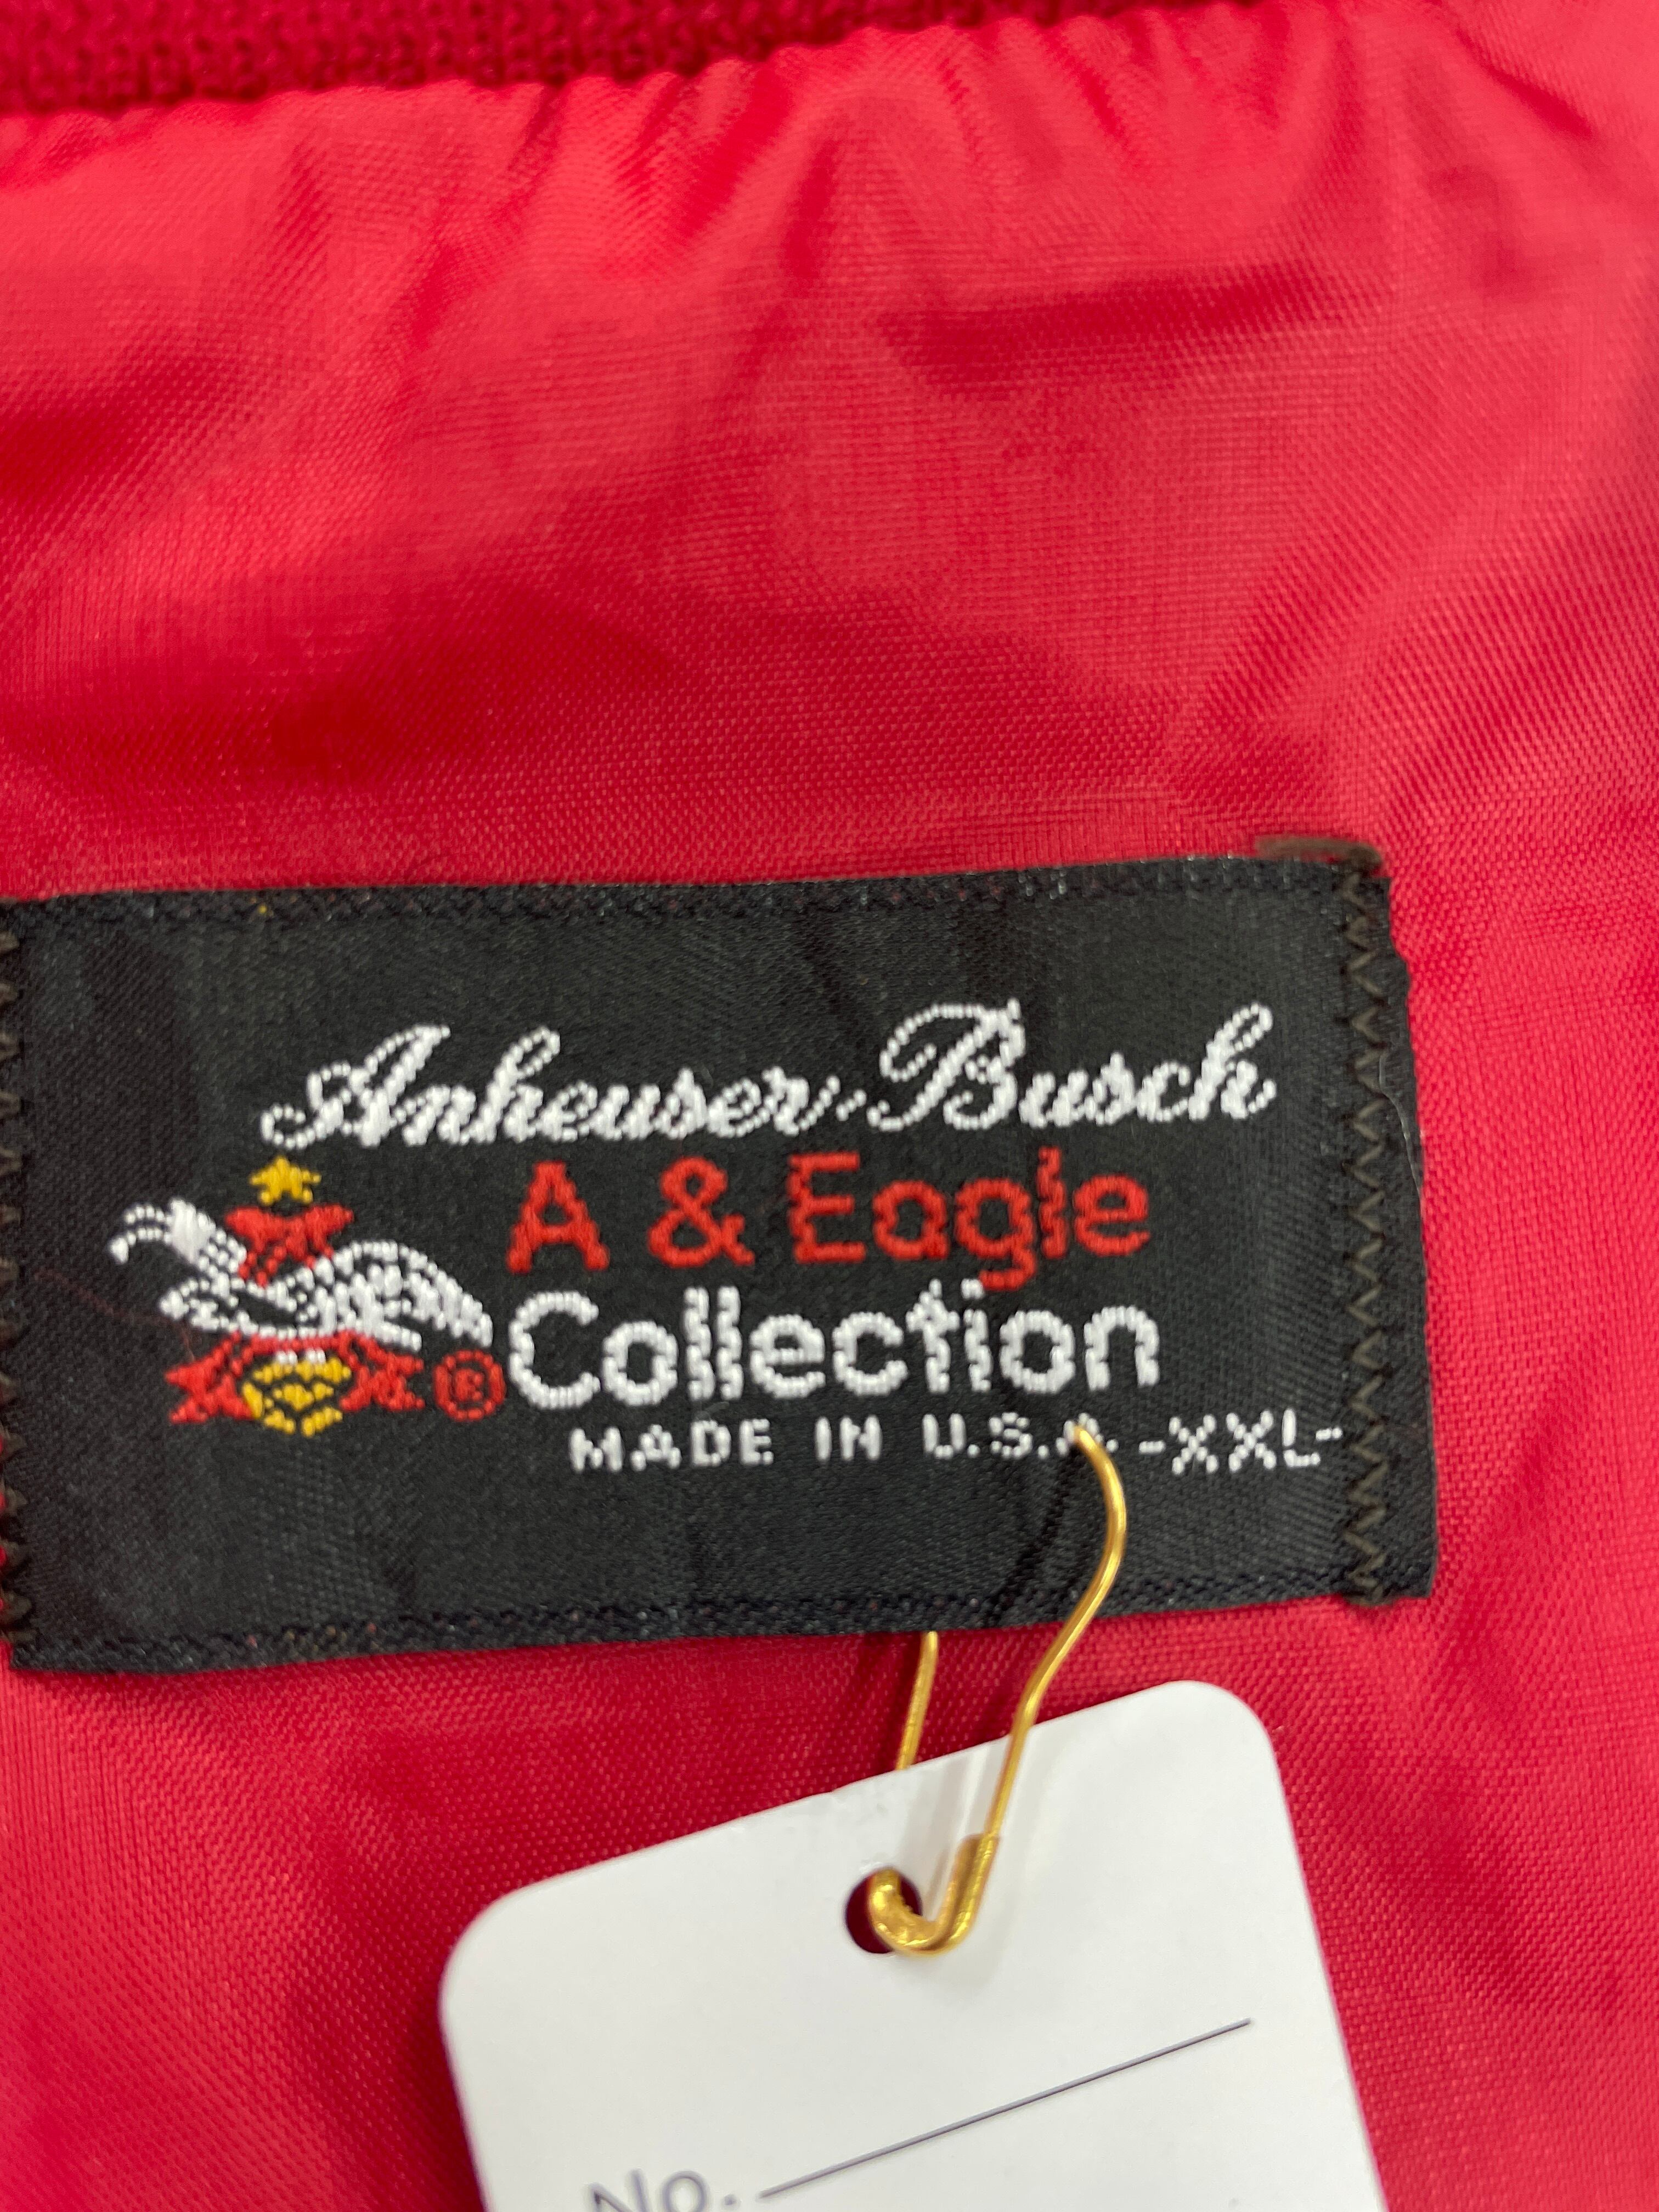 Anheuser-Busch
A & Eagle
®Collection
MADE IN U.S.A. -XXL-
No.